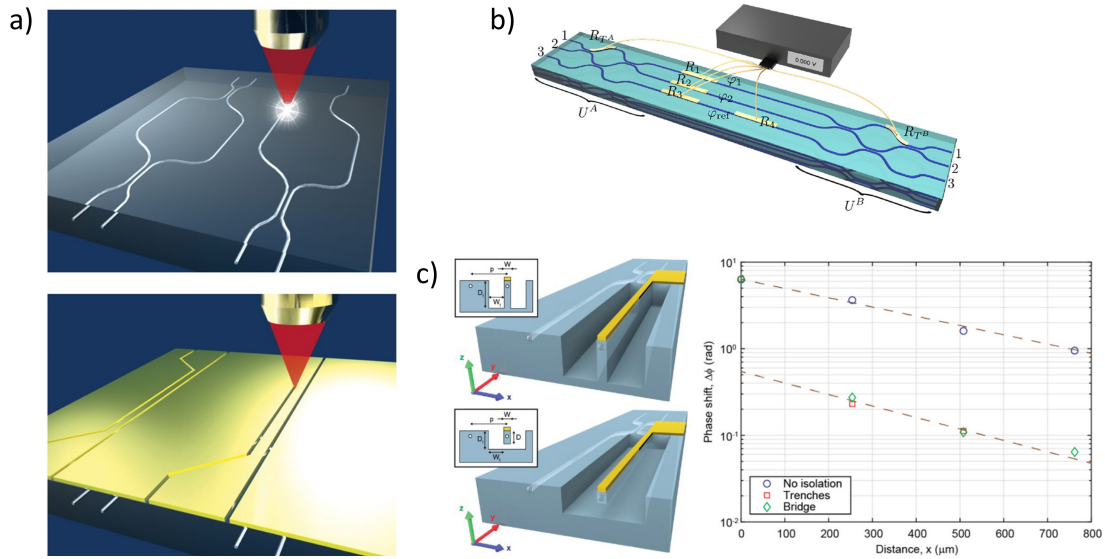 a)
b)
0.000 V
1
2
3
R_{T^A}
R_1
R_2
R_3
φ_1
φ_2
φ_ref
R_4
R_{T^B}
U^A
U^B
1
2
3
c)
W
P
D_t
W_t
z
y
x
W
P
D_t
D
W_t
z
y
x
Phase shift, Δϕ (rad)
10^1
10^0
10^-1
10^-2
No isolation
Trenches
Bridge
0 100 200 300 400 500 600 700 800
Distance, x (μm)